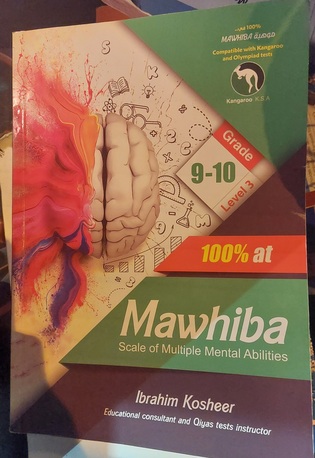 100%
MAWHIBA موهبة
Compatible with Kangaroo
and Olympiad tests
Kangaroo K.S.A
Grade
9-10
Level 3
100% at
Mawhiba
Scale of Multiple Mental Abilities
Ibrahim Kosheer
Educational consultant and Qiyas tests instructor